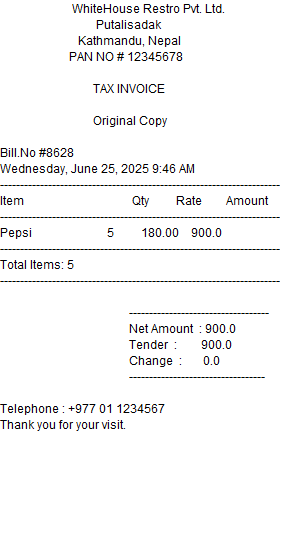 WhiteHouse Restro Pvt. Ltd.
Putalisadak
Kathmandu, Nepal
PAN NO # 12345678
TAX INVOICE
Original Copy
Bill.No #8628
Wednesday, June 25, 2025 9:46 AM
----------------------------------------------------------------------
Item Qty Rate Amount
----------------------------------------------------------------------
Pepsi 5 180.00 900.0
----------------------------------------------------------------------
Total Items: 5
----------------------------------------------------------------------
-----------------------------------
Net Amount : 900.0
Tender : 900.0
Change : 0.0
----------------------------------
Telephone : +977 01 1234567
Thank you for your visit.